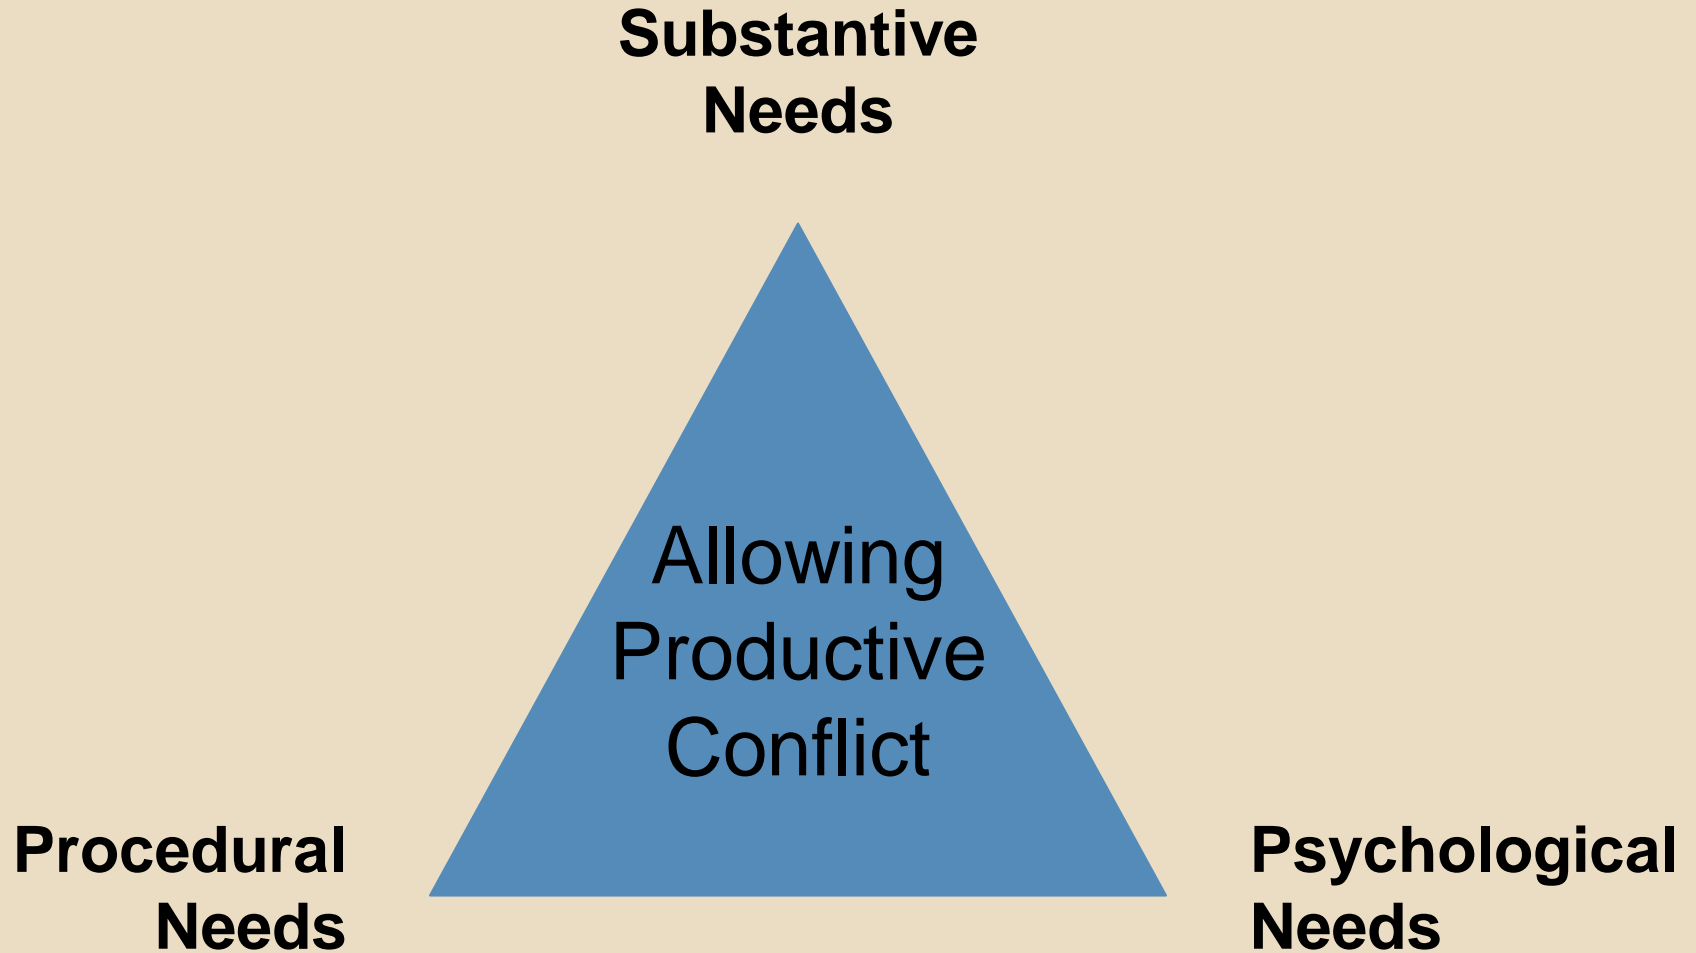 Substantive
Needs
Allowing
Productive
Conflict
Procedural
Needs
Psychological
Needs